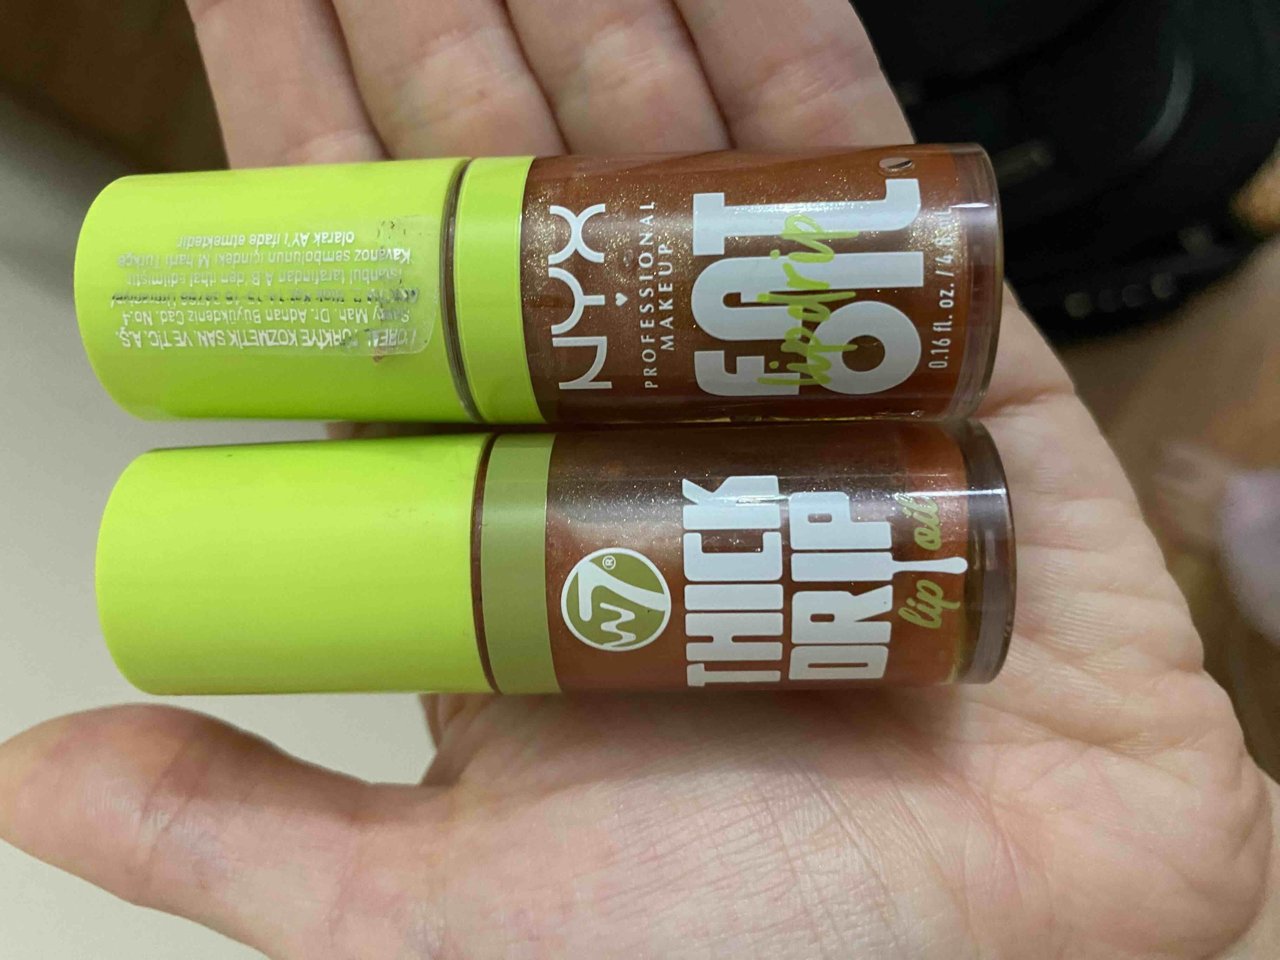 L'OREAL TÜRKİYE KOZMETİK SAN. VE TİC. A.Ş.
Mah. Dr. Adnan Büyükdeniz Cad. No.4
İstanbul tarafından A.B.'den ithal edilmiştir.
Kavanoz sembolünün içindeki M harfi Türkçe
olarak AY'ı ifade etmektedir.
NYX
PROFESSIONAL
MAKEUP
FAT
OIL
lip drip
0.16 fl. oz. / 4.8
W7®
THICK
DRIP
lip oil